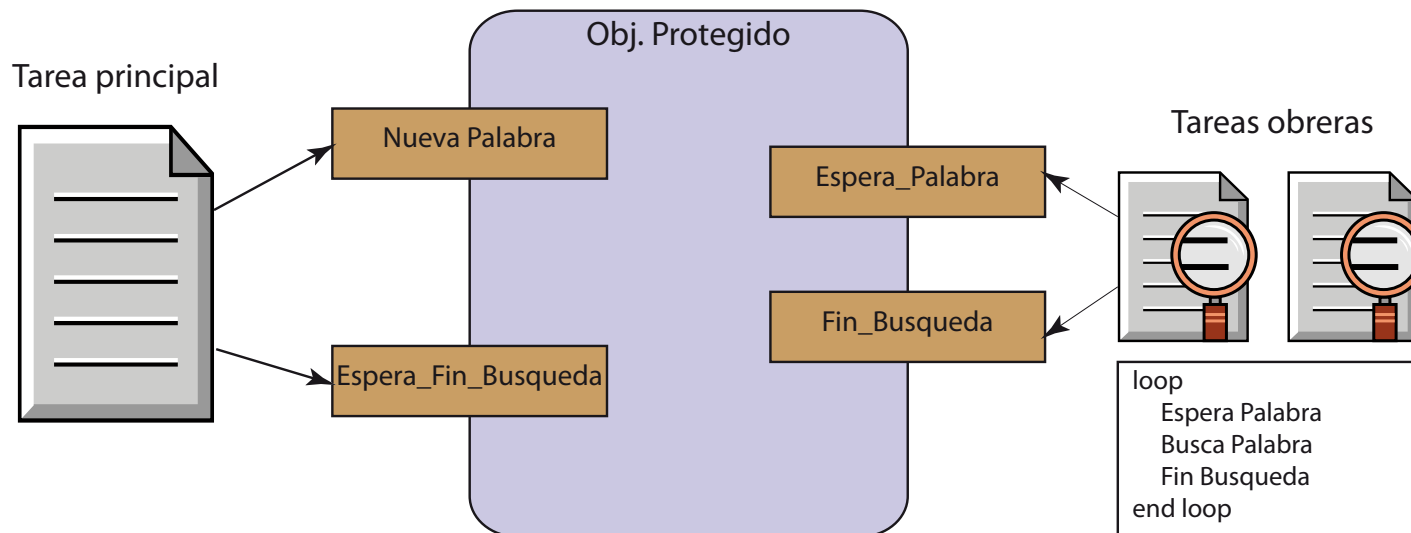 Obj. Protegido
Tarea principal
Nueva Palabra
Tareas obreras
Espera_Palabra
Fin_Busqueda
Espera_Fin_Busqueda
loop
Espera Palabra
Busca Palabra
Fin Busqueda
end loop